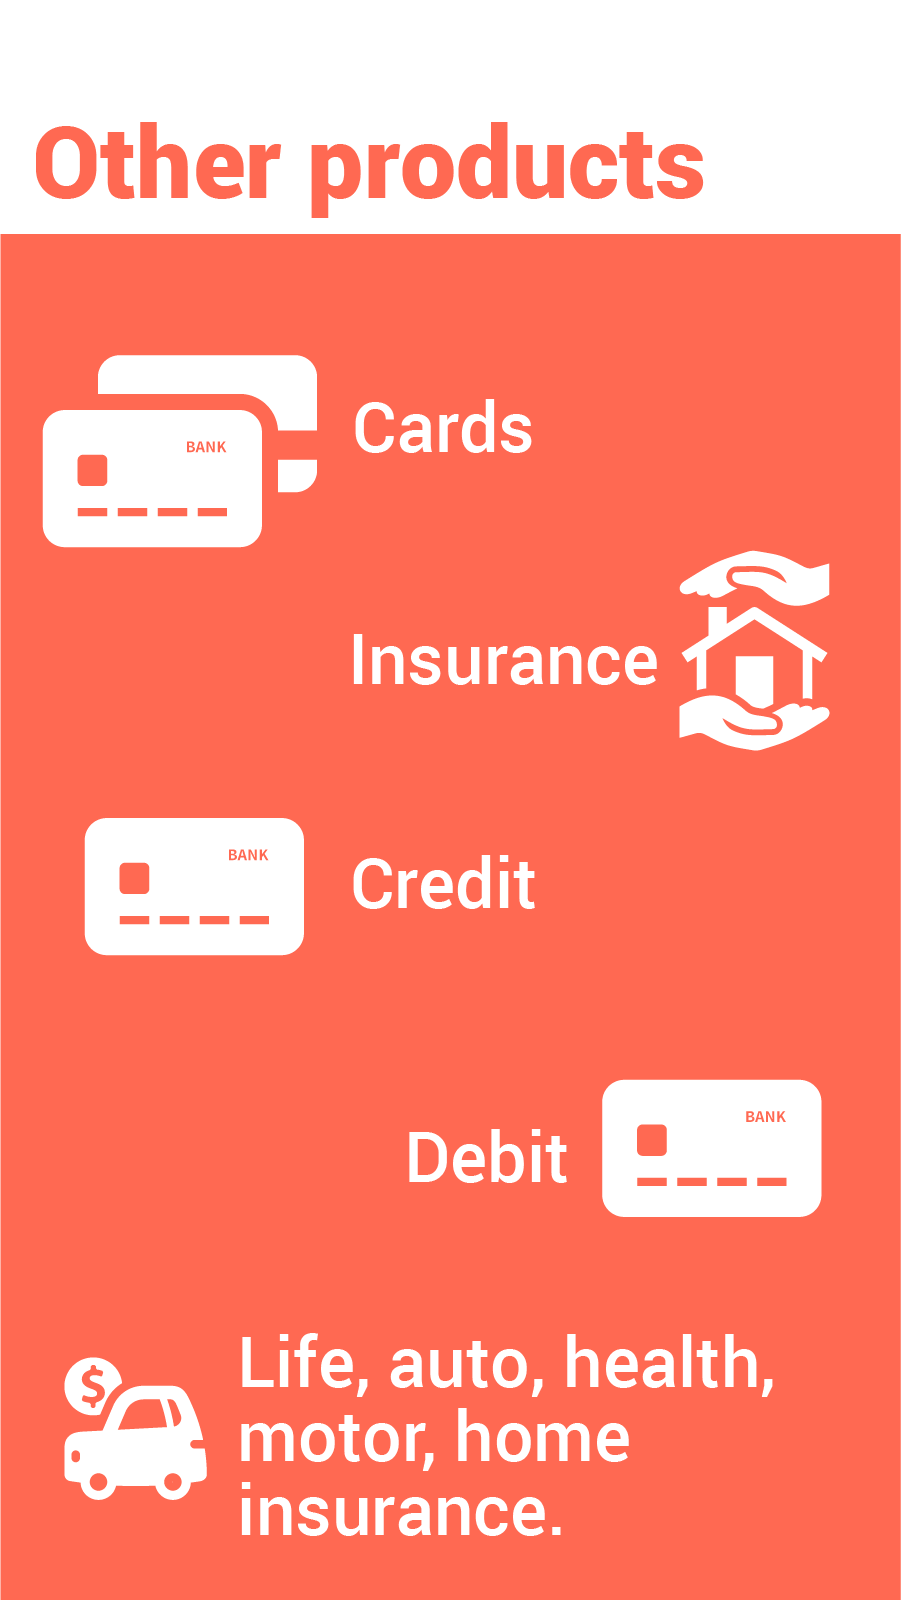 Other products
BANK
Cards
Insurance
BANK
Credit
BANK
Debit
$
Life, auto, health,
motor, home
insurance.